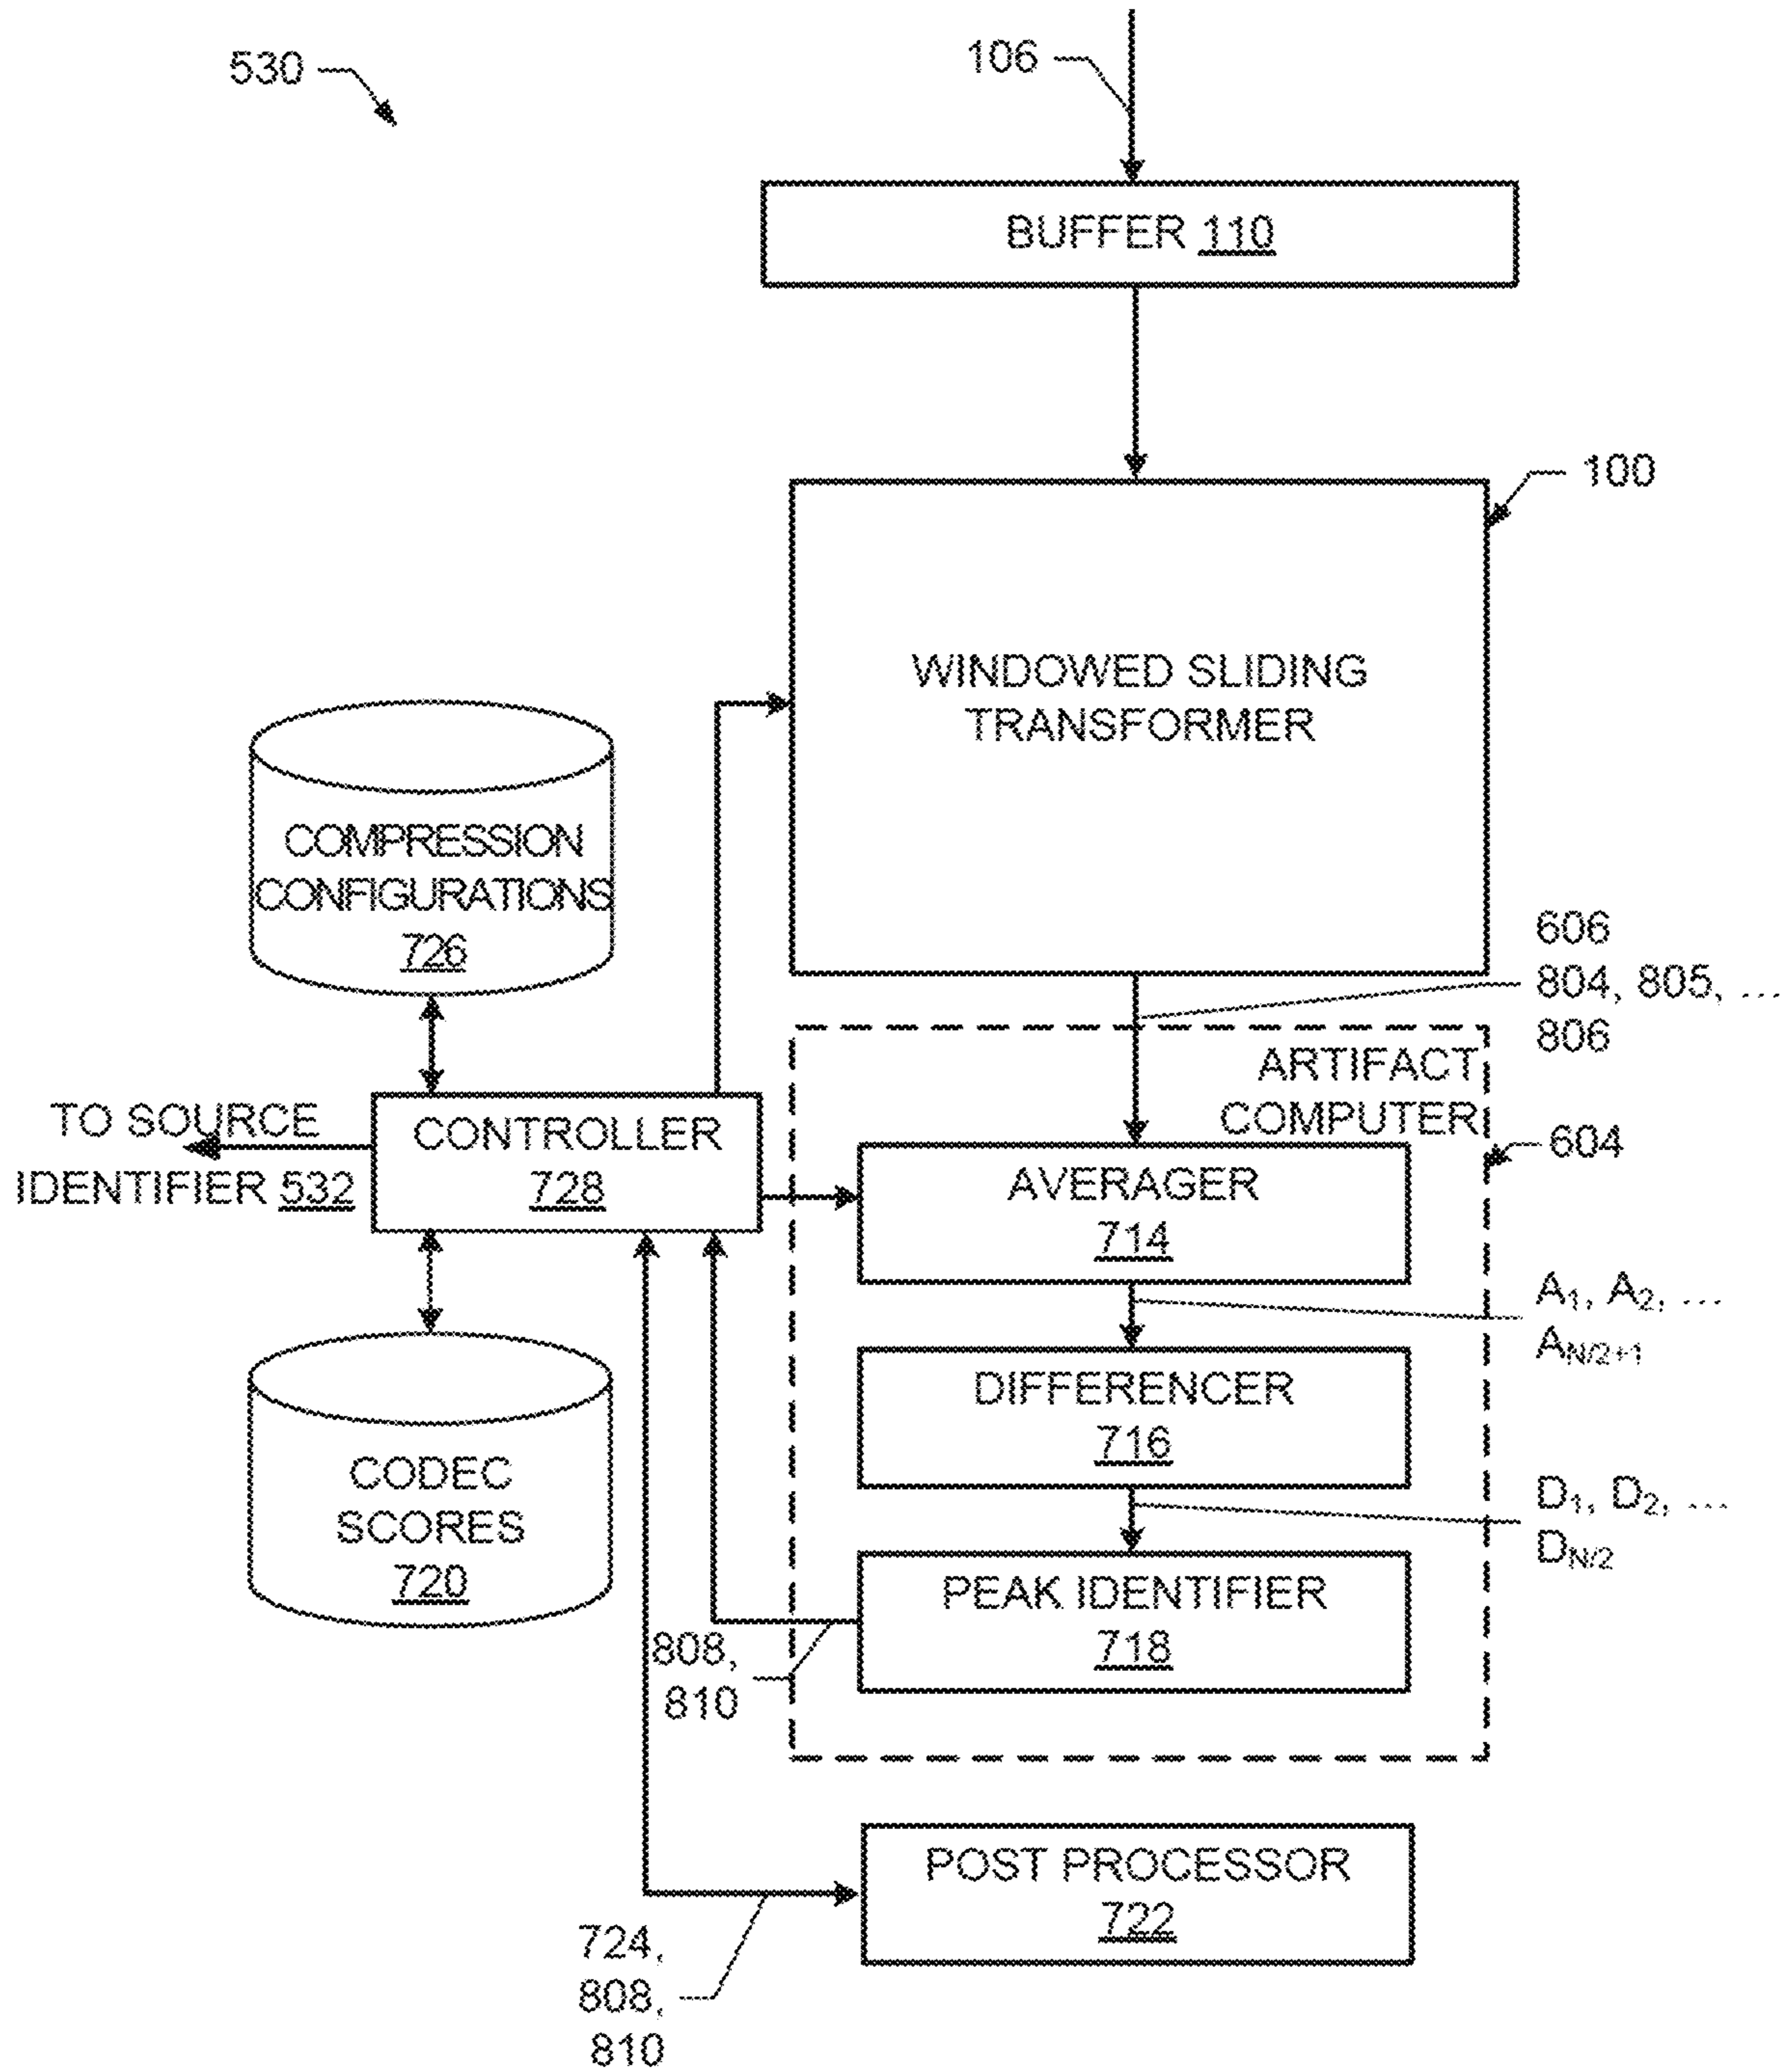 530
106
BUFFER 110
100
WINDOWED SLIDING
TRANSFORMER
COMPRESSION
CONFIGURATIONS
726
606
804, 805, ...
806
ARTIFACT
COMPUTER
604
TO SOURCE
IDENTIFIER 532
CONTROLLER
728
AVERAGER
714
A₁, A₂, ...
A_{N/2+1}
DIFFERENCER
716
CODEC
SCORES
720
D₁, D₂, ...
D_{N/2}
PEAK IDENTIFIER
718
808,
810
POST PROCESSOR
722
724,
808,
810